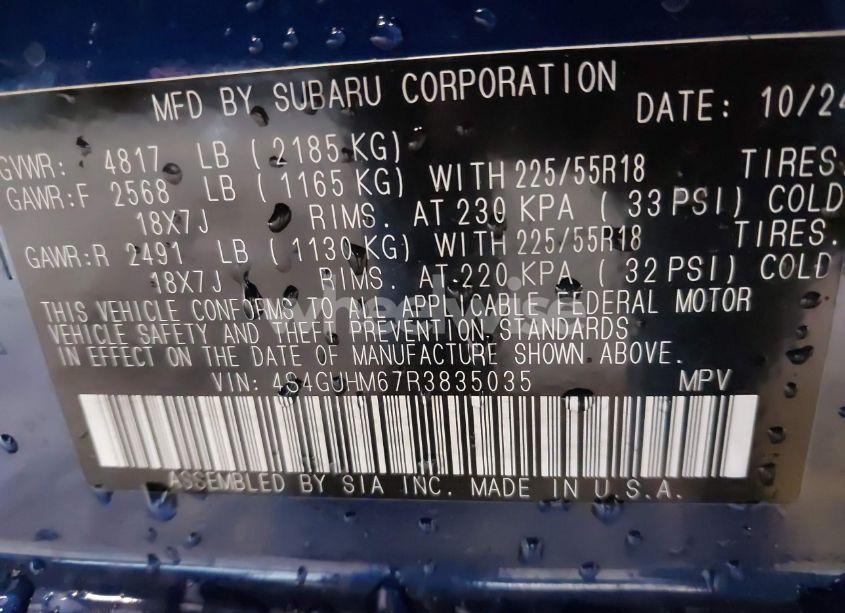 MFD BY SUBARU CORPORATION DATE: 10/24
GVWR: 4817 LB ( 2185 KG)
GAWR:F 2568 LB ( 1165 KG) WITH 225/55R18 TIRES.
18X7J RIMS. AT 230 KPA ( 33 PSI) COLD
GAWR:R 2491 LB ( 1130 KG) WITH 225/55R18 TIRES.
18X7J RIMS. AT 220 KPA ( 32 PSI) COLD
THIS VEHICLE CONFORMS TO ALL APPLICABLE FEDERAL MOTOR
VEHICLE SAFETY AND THEFT PREVENTION STANDARDS
IN EFFECT ON THE DATE OF MANUFACTURE SHOWN ABOVE.
VIN: 4S4GUHM67R3835035 MPV
ASSEMBLED BY SIA INC. MADE IN U.S.A.
wheelwise